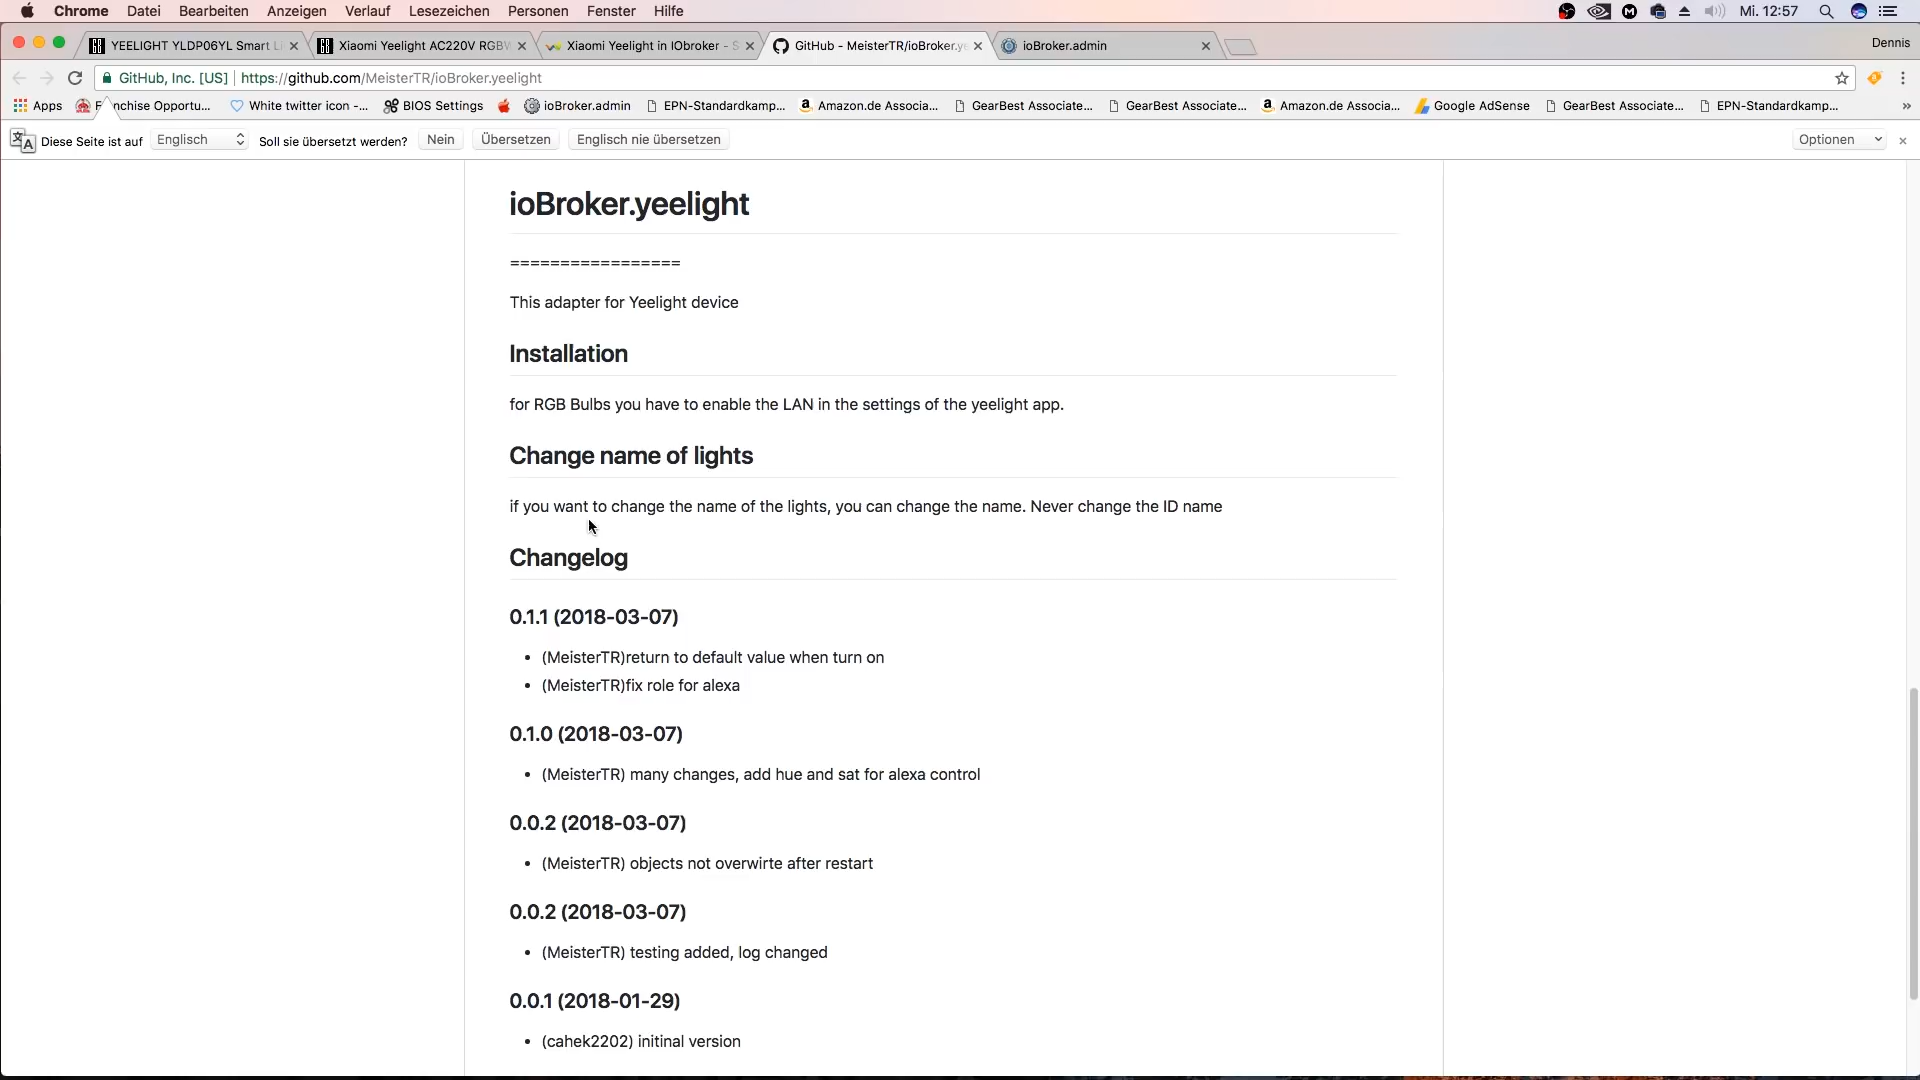 Chrome Datei Bearbeiten Anzeigen Verlauf Lesezeichen Personen Fenster Hilfe Mi. 12:57
YEELIGHT YLDP06YL Smart Xiaomi Yeelight AC220V RGBW Xiaomi Yeelight in IObroker - S GitHub - MeisterTR/ioBroker.ye ioBroker.admin Dennis
GitHub, Inc. [US] https://github.com/MeisterTR/ioBroker.yeelight
Apps Opportu... White twitter icon -... BIOS Settings ioBroker.admin EPN-Standardkamp... Amazon.de Associa... GearBest Associate... GearBest Associate... Amazon.de Associa... Google AdSense GearBest Associate... EPN-Standardkamp... »
Diese Seite ist auf Englisch Soll sie übersetzt werden? Nein Übersetzen Englisch nie übersetzen Optionen
ioBroker.yeelight
=================
This adapter for Yeelight device
Installation
for RGB Bulbs you have to enable the LAN in the settings of the yeelight app.
Change name of lights
if you want to change the name of the lights, you can change the name. Never change the ID name
Changelog
0.1.1 (2018-03-07)
• (MeisterTR)return to default value when turn on
• (MeisterTR)fix role for alexa
0.1.0 (2018-03-07)
• (MeisterTR) many changes, add hue and sat for alexa control
0.0.2 (2018-03-07)
• (MeisterTR) objects not overwirte after restart
0.0.2 (2018-03-07)
• (MeisterTR) testing added, log changed
0.0.1 (2018-01-29)
• (cahek2202) initinal version